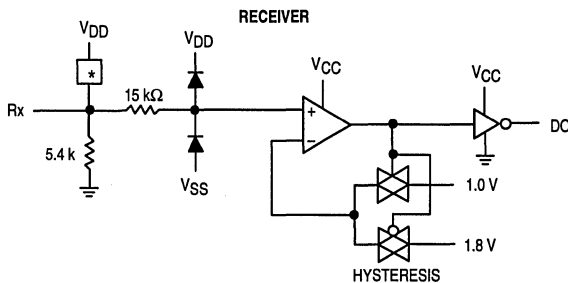 RECEIVER
VDD
VDD
*
15 kΩ
VCC
VCC
Rx
+
−
DO
5.4 k
VSS
1.0 V
1.8 V
HYSTERESIS